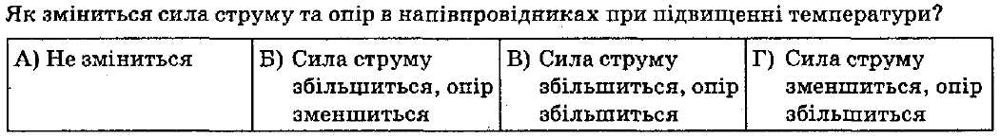 Як зміниться сила струму та опір в напівпровідниках при підвищенні температури?
А) Не зміниться
Б) Сила струму
збільшиться, опір
зменшиться
В) Сила струму
збільшиться, опір
збільшиться
Г) Сила струму
зменшиться, опір
збільшиться